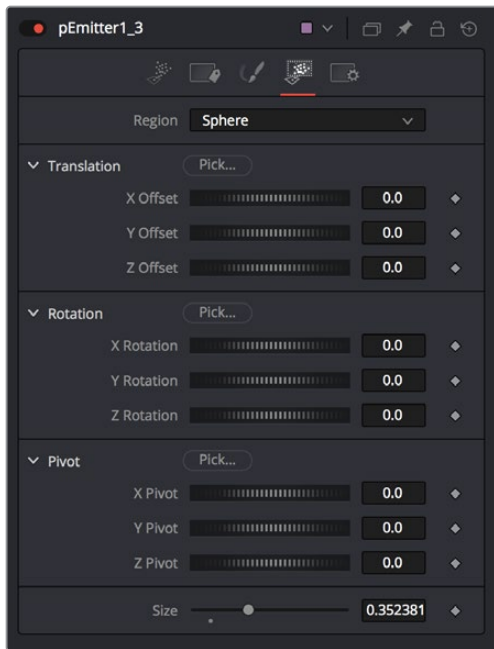 pEmitter1_3
Region Sphere
Translation Pick...
X Offset 0.0
Y Offset 0.0
Z Offset 0.0
Rotation Pick...
X Rotation 0.0
Y Rotation 0.0
Z Rotation 0.0
Pivot Pick...
X Pivot 0.0
Y Pivot 0.0
Z Pivot 0.0
Size 0.352381